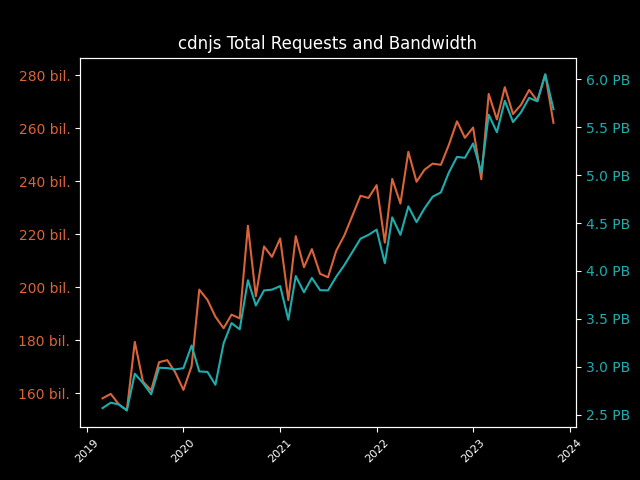 cdnjs Total Requests and Bandwidth
280 bil.
260 bil.
240 bil.
220 bil.
200 bil.
180 bil.
160 bil.
6.0 PB
5.5 PB
5.0 PB
4.5 PB
4.0 PB
3.5 PB
3.0 PB
2.5 PB
2019
2020
2021
2022
2023
2024